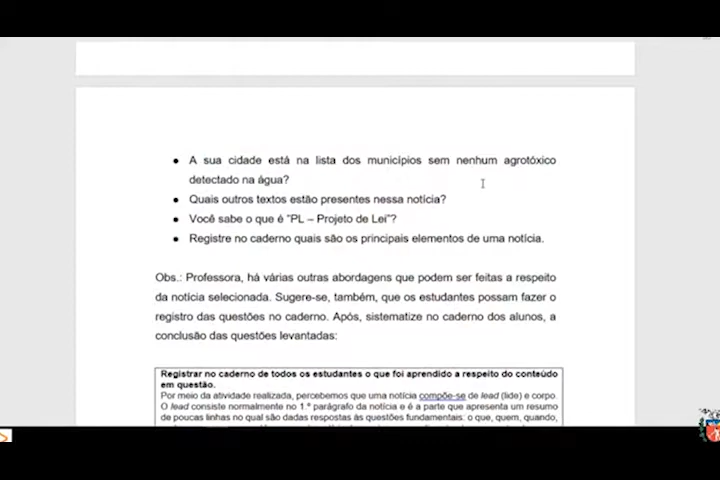 ● A sua cidade está na lista dos municípios sem nenhum agrotóxico
detectado na água?
● Quais outros textos estão presentes nessa notícia?
● Você sabe o que é “PL – Projeto de Lei”?
● Registre no caderno quais são os principais elementos de uma notícia.
Obs.: Professora, há várias outras abordagens que podem ser feitas a respeito
da notícia selecionada. Sugere-se, também, que os estudantes possam fazer o
registro das questões no caderno. Após, sistematize no caderno dos alunos, a
conclusão das questões levantadas:
Registrar no caderno de todos os estudantes o que foi aprendido a respeito do conteúdo
em questão.
Por meio da atividade realizada, percebemos que uma notícia compõe-se de lead (lide) e corpo.
O lead consiste normalmente no 1.º parágrafo da notícia e é a parte que apresenta um resumo
de poucas linhas no qual são dadas respostas às questões fundamentais: o que, quem, quando,